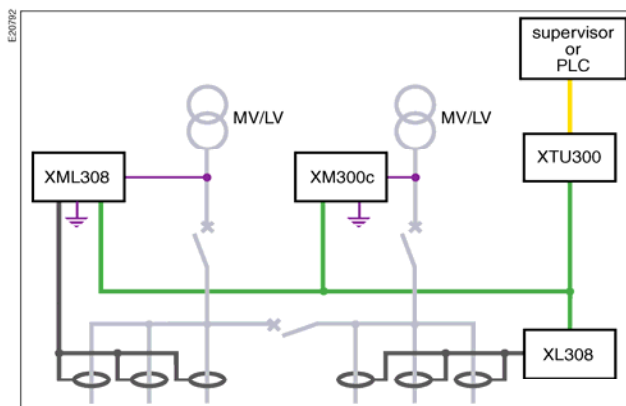 E20792
supervisor
or
PLC
MV/LV
MV/LV
XML308
XM300c
XTU300
XL308